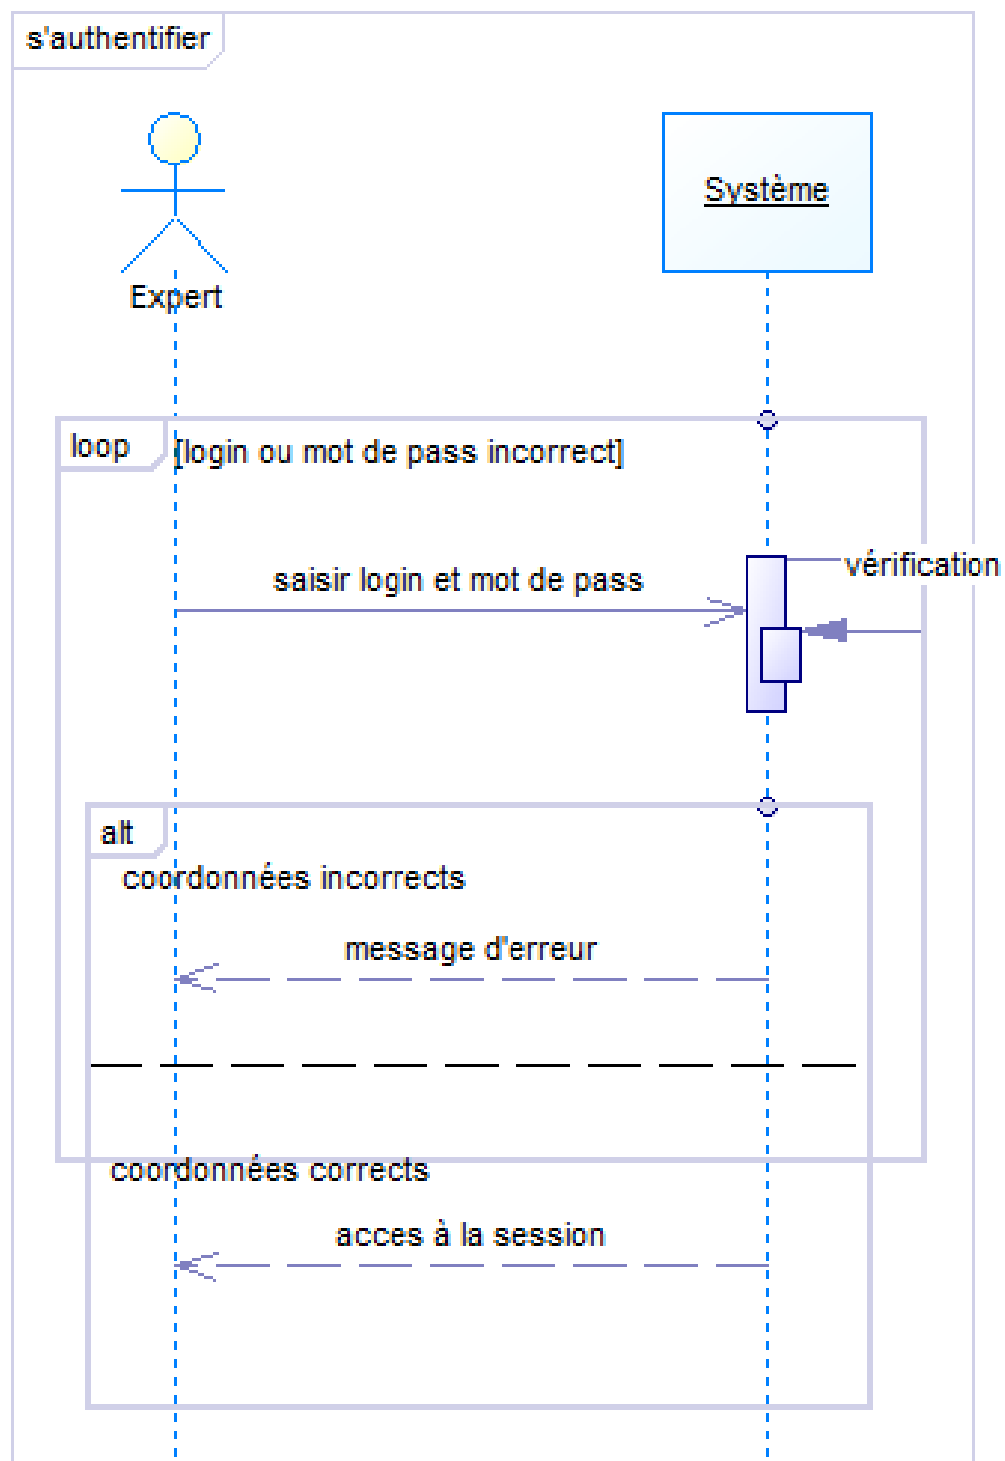 s'authentifier
Système
Expert
loop
[login ou mot de pass incorrect]
vérification
saisir login et mot de pass
alt
coordonnées incorrects
message d'erreur
coordonnées corrects
acces à la session